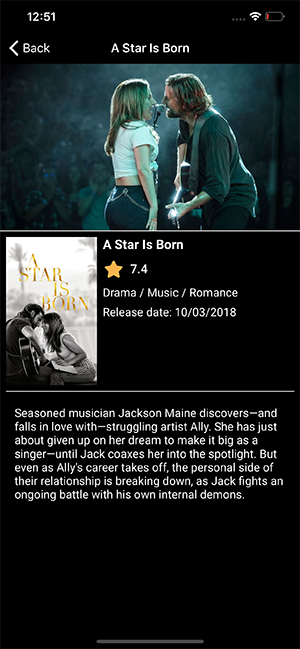 12:51
Back
A Star Is Born
A Star Is Born
7.4
Drama / Music / Romance
Release date: 10/03/2018
A
STAR
IS
BORN
Seasoned musician Jackson Maine discovers—and
falls in love with—struggling artist Ally. She has just
about given up on her dream to make it big as a
singer—until Jack coaxes her into the spotlight. But
even as Ally's career takes off, the personal side of
their relationship is breaking down, as Jack fights an
ongoing battle with his own internal demons.